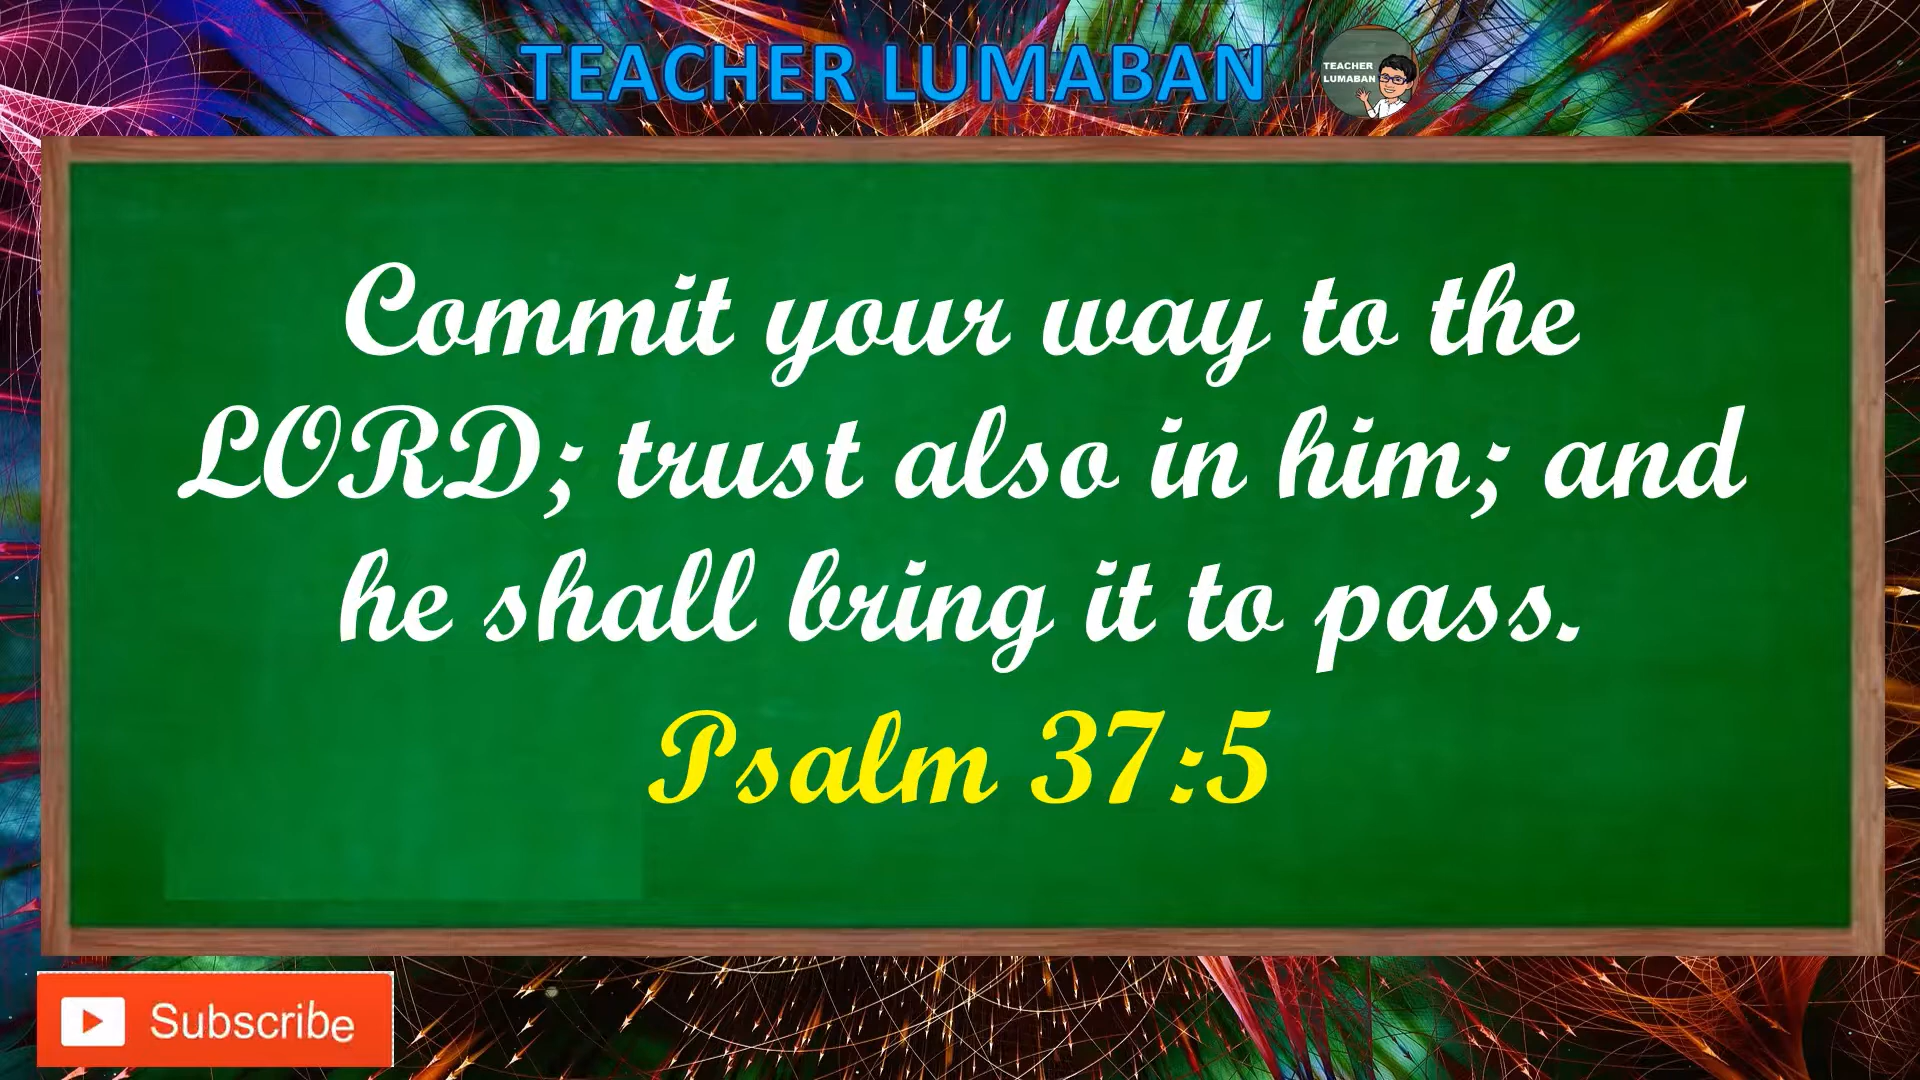 TEACHER LUMABAN
TEACHER
LUMABAN
Commit your way to the
LORD; trust also in him; and
he shall bring it to pass.
Psalm 37:5
Subscribe